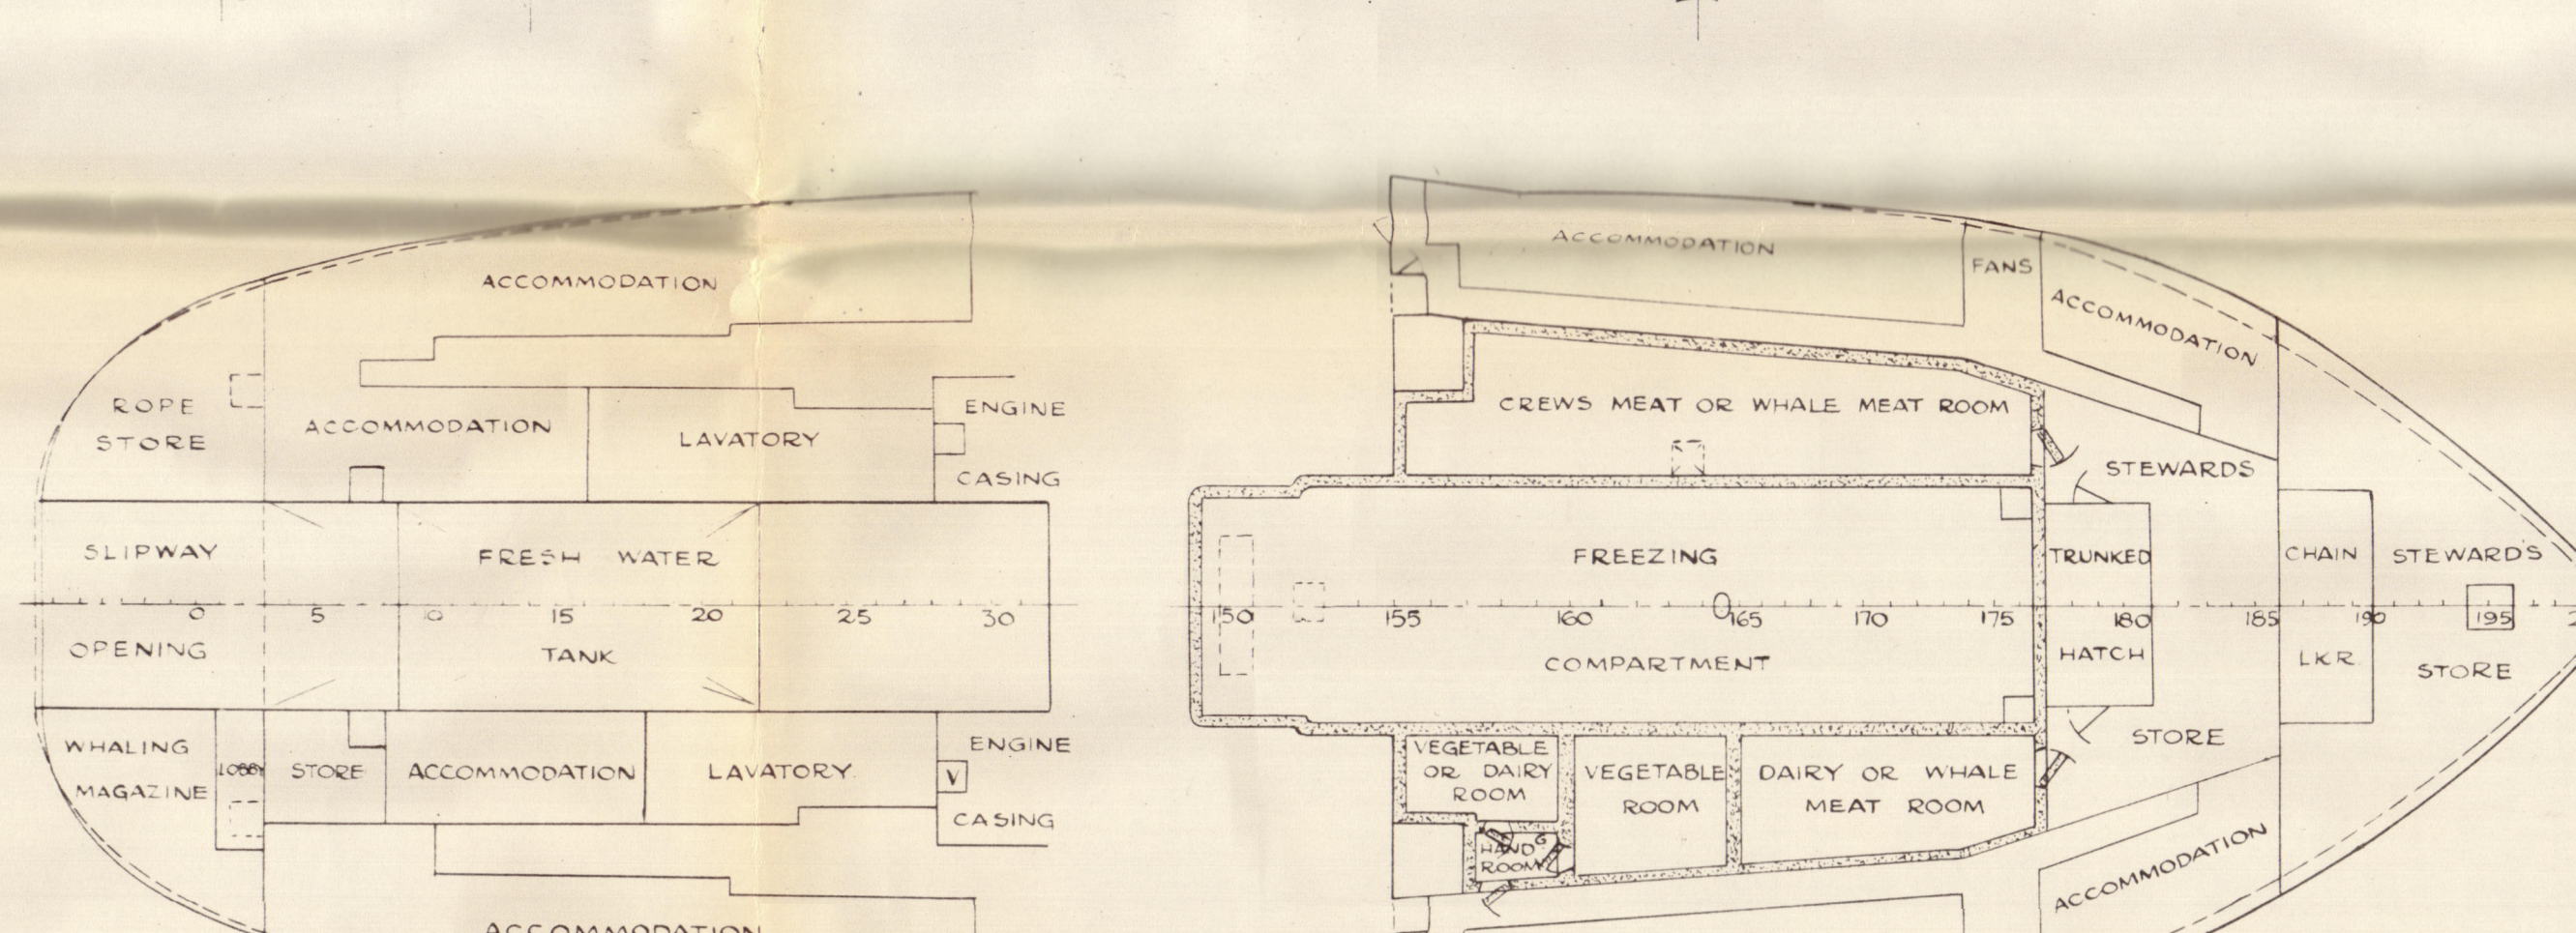 ACCOMMODATION
ROPE
STORE
ACCOMMODATION
LAVATORY
ENGINE
CASING
SLIPWAY
OPENING
FRESH WATER
TANK
0 5 10 15 20 25 30
WHALING
MAGAZINE
LOBBY
STORE
ACCOMMODATION
LAVATORY.
ENGINE
V
CASING
ACCOMMODATION
ACCOMMODATION
FANS
ACCOMMODATION
CREWS MEAT OR WHALE MEAT ROOM
STEWARDS
STORE
FREEZING
COMPARTMENT
TRUNKED
HATCH
CHAIN
LKR.
STEWARD'S
STORE
150 155 160 165 170 175 180 185 190 195
VEGETABLE
OR DAIRY
ROOM
VEGETABLE
ROOM
DAIRY OR WHALE
MEAT ROOM
HANDG
ROOM
ACCOMMODATION